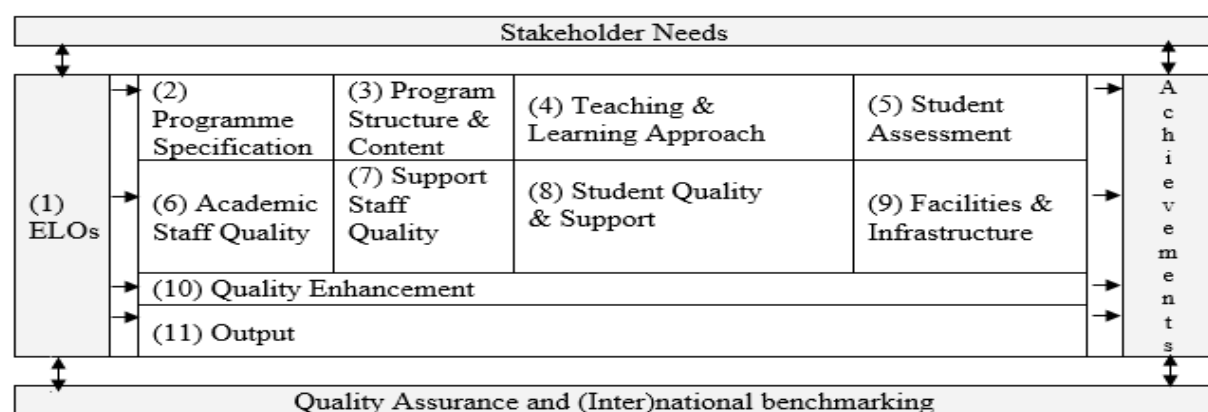 Stakeholder Needs
(1)
ELOs
(2)
Programme
Specification
(3) Program
Structure &
Content
(4) Teaching &
Learning Approach
(5) Student
Assessment
(6) Academic
Staff Quality
(7) Support
Staff
Quality
(8) Student Quality
& Support
(9) Facilities &
Infrastructure
(10) Quality Enhancement
(11) Output
A
c
h
i
e
v
e
m
e
n
t
s
Quality Assurance and (Inter)national benchmarking